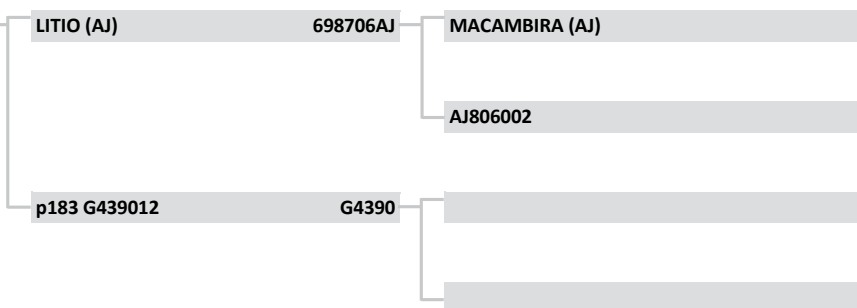 LITIO (AJ) 698706AJ
MACAMBIRA (AJ)
AJ806002
p183 G439012 G4390